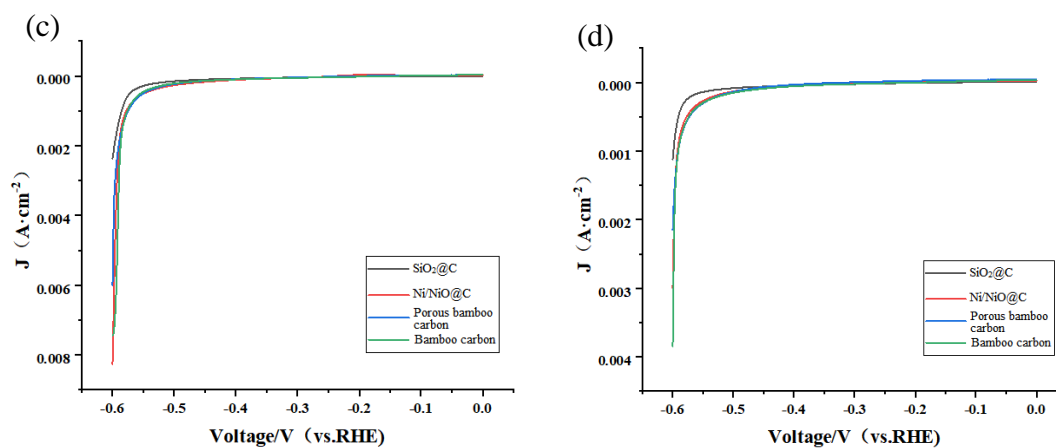 (c)
J（A·cm⁻²）
0.000
0.002
0.004
0.006
0.008
SiO₂@C
Ni/NiO@C
Porous bamboo
carbon
Bamboo carbon
-0.6
-0.5
-0.4
-0.3
-0.2
-0.1
0.0
Voltage/V（vs.RHE）
(d)
J（A·cm⁻²）
0.000
0.001
0.002
0.003
0.004
SiO₂@C
Ni/NiO@C
Porous bamboo
carbon
Bamboo carbon
-0.6
-0.5
-0.4
-0.3
-0.2
-0.1
0.0
Voltage/V（vs.RHE）